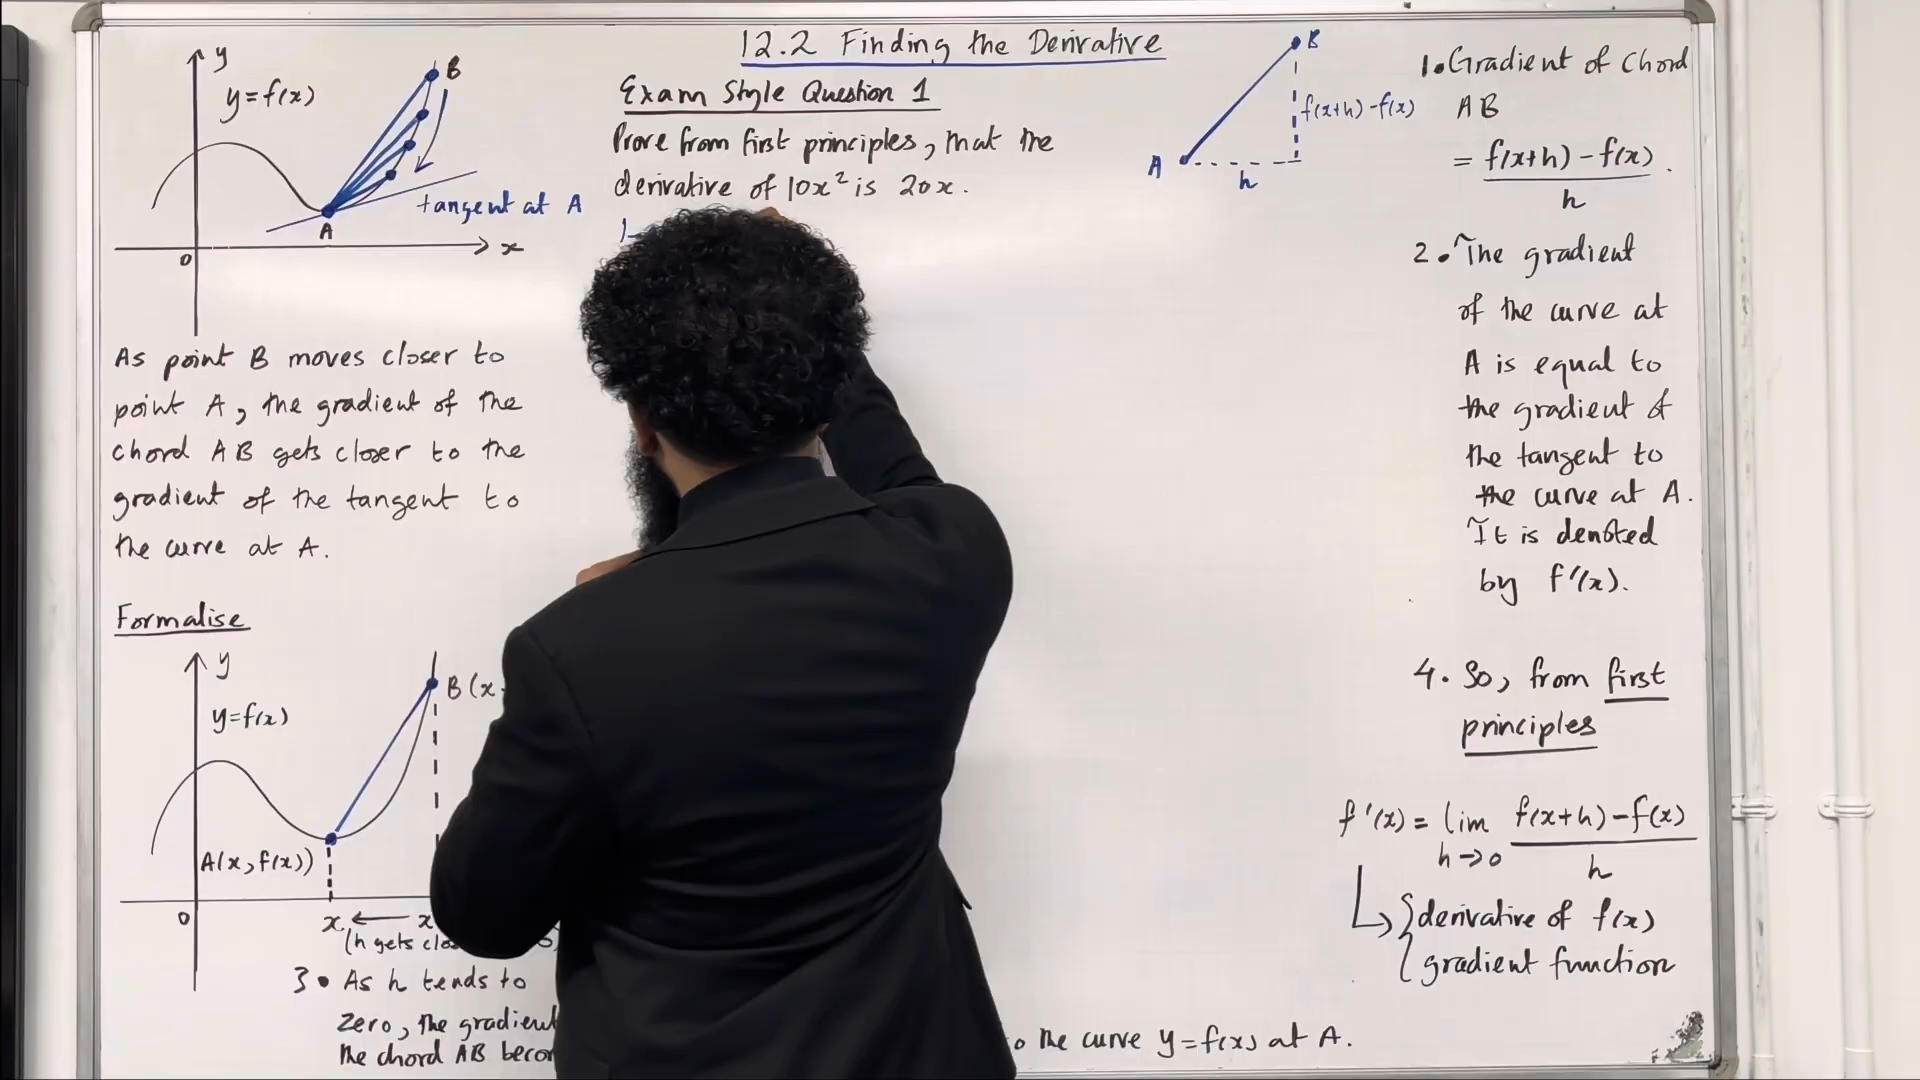 12.2 Finding the Derivative
y
y=f(x)
B
tangent at A
A
0
x
As point B moves closer to
point A, the gradient of the
chord AB gets closer to the
gradient of the tangent to
the curve at A.
Formalise
y
y=f(x)
B(x
A(x, f(x))
0
x ← x
(h gets
3. As h tends to
zero, the gradient
the chord AB
o the curve y=f(x) at A.
Exam Style Question 1
Prove from first principles, that the
derivative of 10x² is 20x.
B
f(x+h)-f(x)
A
h
1. Gradient of Chord
AB
= f(x+h)-f(x)
h
2. The gradient
of the curve at
A is equal to
the gradient of
the tangent to
the curve at A.
It is denoted
by f'(x).
4. So, from first
principles
f'(x) = lim f(x+h)-f(x)
h→0 h
derivative of f(x)
gradient function